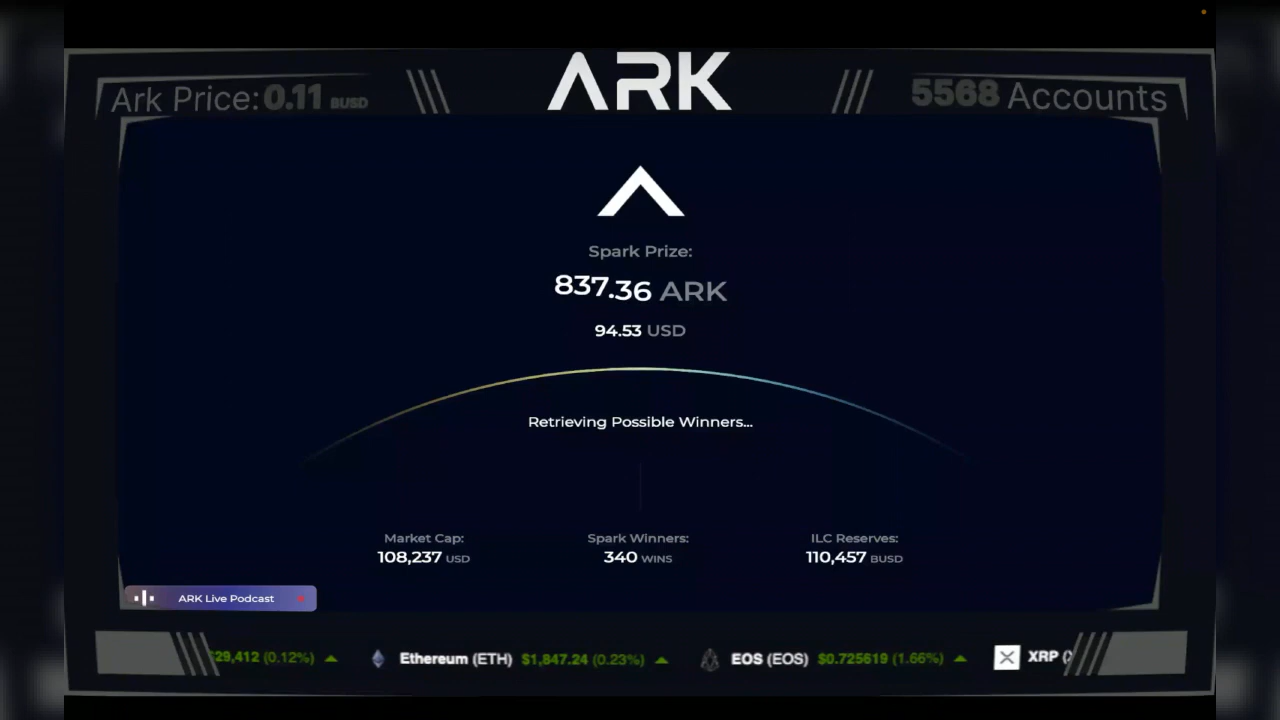 ARK
Ark Price: 0.11 BUSD
5568 Accounts
Spark Prize:
837.36 ARK
94.53 USD
Retrieving Possible Winners...
Market Cap:
108,237 USD
Spark Winners:
340 WINS
ILC Reserves:
110,457 BUSD
ARK Live Podcast
$29,412 (0.12%) Ethereum (ETH) $1,847.24 (0.23%) EOS (EOS) $0.725619 (1.66%) XRP (